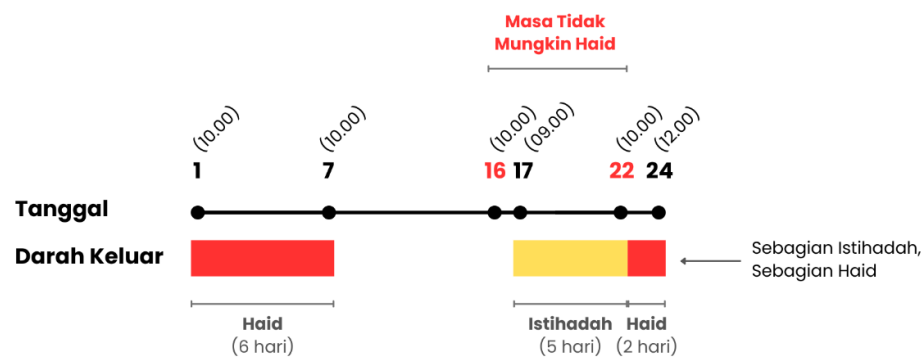 Masa Tidak
Mungkin Haid
(10.00) (10.00) (10.00) (09.00) (10.00) (12.00)
1 7 16 17 22 24
Tanggal
Darah Keluar
Sebagian Istihadah,
Sebagian Haid
Haid Istihadah Haid
(6 hari) (5 hari) (2 hari)